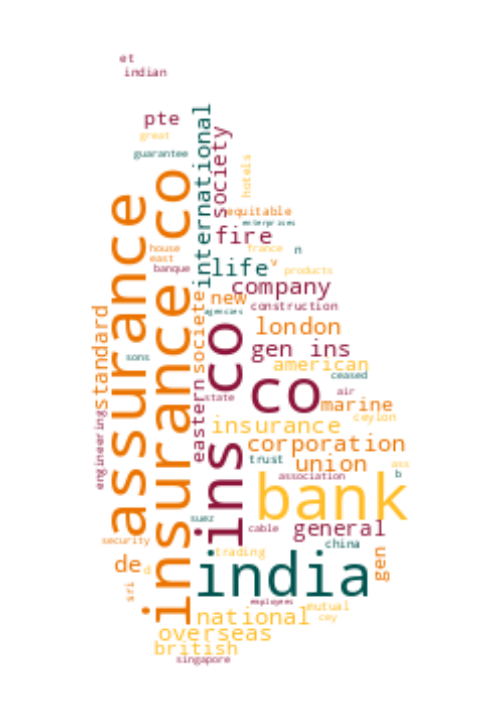 et
indian
pte
great
guarantee
international
society
hotels
assurance
insurance co
equitable
enterprises
fire
house
east
banque
france
n
life
v
products
company
new
agencies
construction
societe
standard
london
ins co
gen ins
sons
american
ceased
eastern
state
co
air
marine
engineering
ceylon
insurance
corporation
trust
union
ass
b
association
bank
suez
cable
general
security
china
trading
de
d
india
gen
sri
employees
mutual
national
cey
overseas
british
singapore